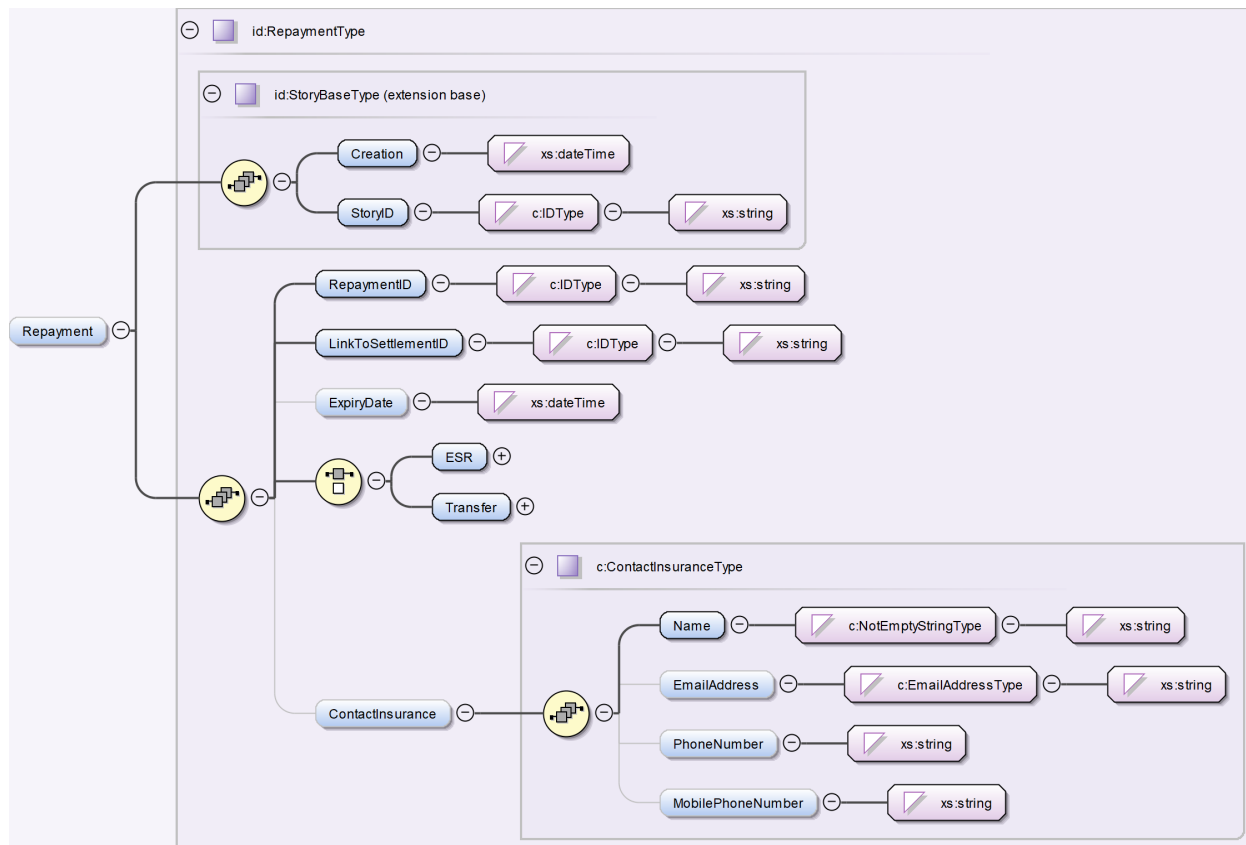 id:RepaymentType
id:StoryBaseType (extension base)
Creation xs:dateTime
StoryID c:IDType xs:string
RepaymentID c:IDType xs:string
Repayment
LinkToSettlementID c:IDType xs:string
ExpiryDate xs:dateTime
ESR
Transfer
c:ContactInsuranceType
Name c:NotEmptyStringType xs:string
EmailAddress c:EmailAddressType xs:string
ContactInsurance
PhoneNumber xs:string
MobilePhoneNumber xs:string